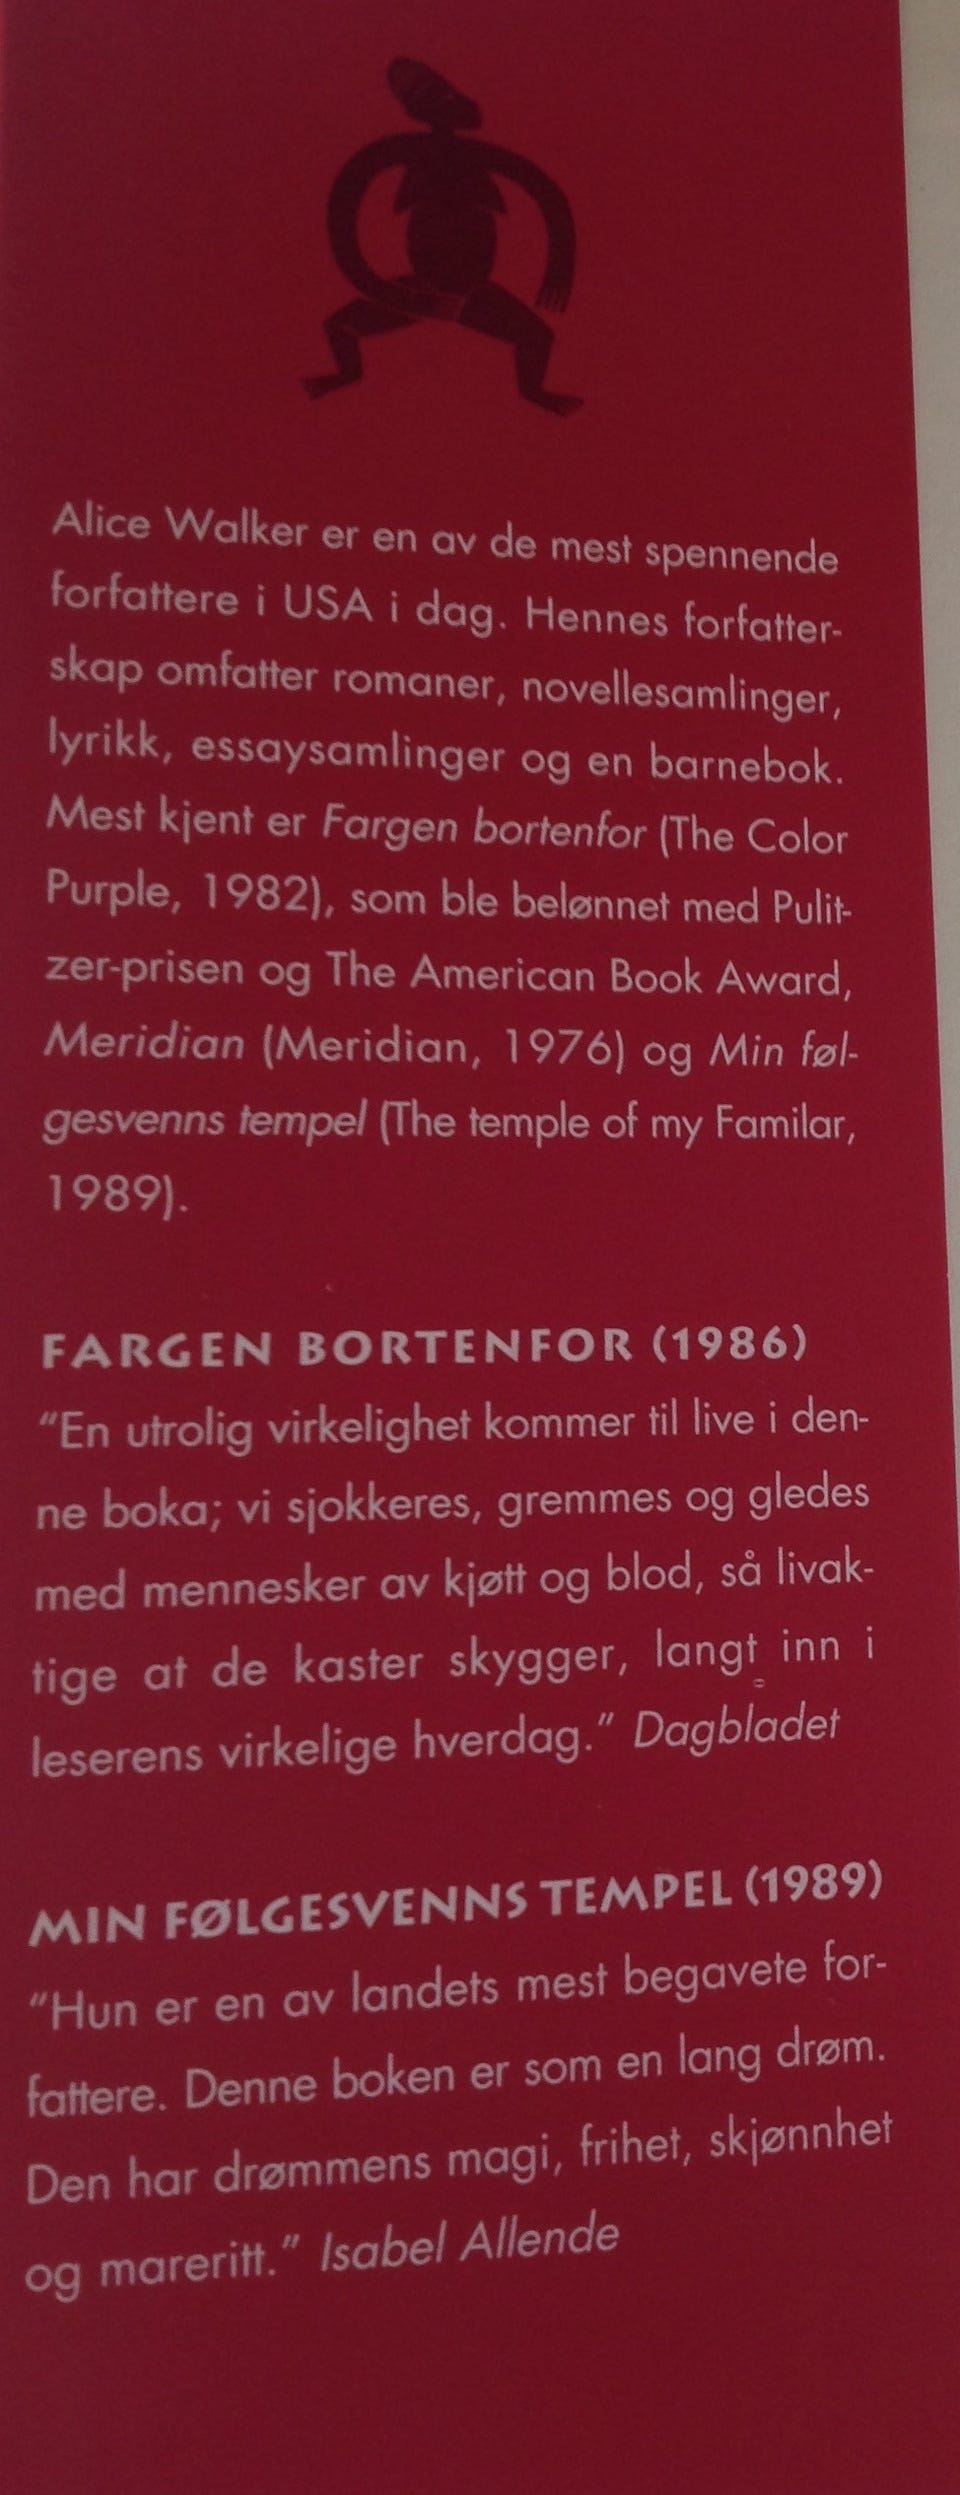 Alice Walker er en av de mest spennende
forfattere i USA i dag. Hennes forfatter-
skap omfatter romaner, novellesamlinger,
lyrikk, essaysamlinger og en barnebok.
Mest kjent er Fargen bortenfor (The Color
Purple, 1982), som ble belønnet med Pulit-
zer-prisen og The American Book Award,
Meridian (Meridian, 1976) og Min føl-
gesvenns tempel (The temple of my Familar,
1989).
FARGEN BORTENFOR (1986)
"En utrolig virkelighet kommer til live i den-
ne boka; vi sjokkeres, gremmes og gledes
med mennesker av kjøtt og blod, så livak-
tige at de kaster skygger, langt inn i
leserens virkelige hverdag." Dagbladet
MIN FØLGESVENNS TEMPEL (1989)
"Hun er en av landets mest begavete for-
fattere. Denne boken er som en lang drøm.
Den har drømmens magi, frihet, skjønnhet
og mareritt." Isabel Allende